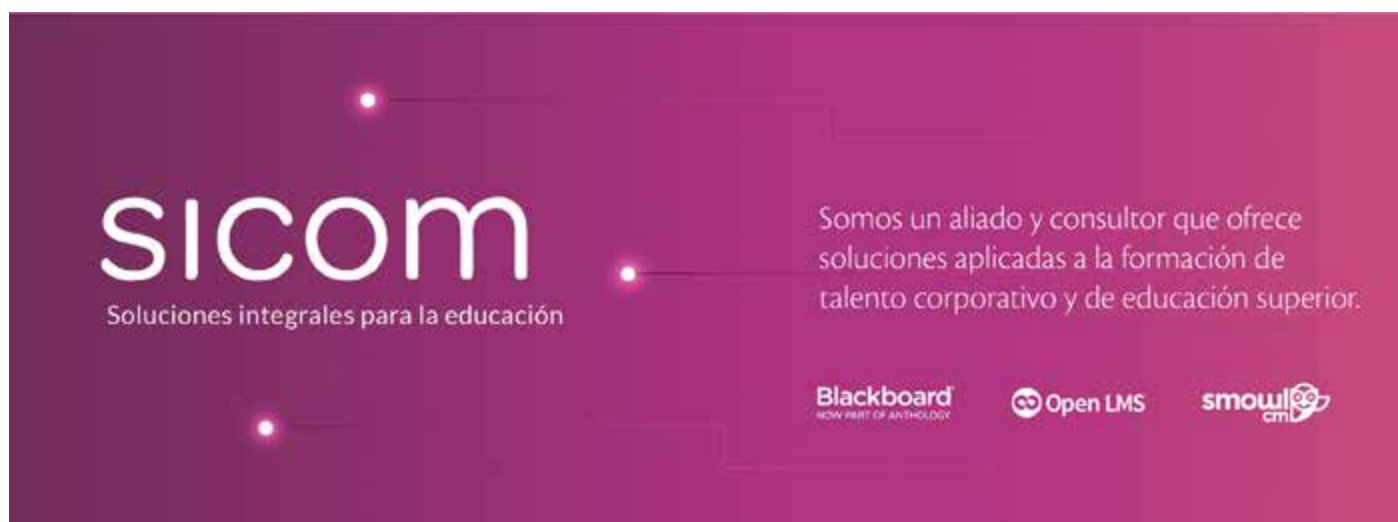 sicom
Soluciones integrales para la educación
Somos un aliado y consultor que ofrece
soluciones aplicadas a la formación de
talento corporativo y de educación superior.
Blackboard
NOW PART OF ANTHOLOGY
Open LMS
smowl
cm